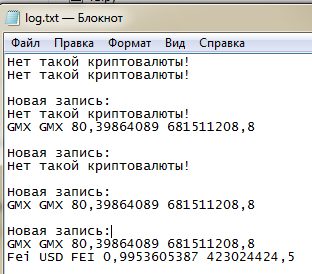 log.txt — Блокнот
Файл Правка Формат Вид Справка
Нет такой криптовалюты!
Нет такой криптовалюты!
Новая запись:
Нет такой криптовалюты!
GMX GMX 80,39864089 681511208,8
Новая запись:
Нет такой криптовалюты!
Новая запись:
GMX GMX 80,39864089 681511208,8
Новая запись:
GMX GMX 80,39864089 681511208,8
Fei USD FEI 0,9953605387 423024424,5